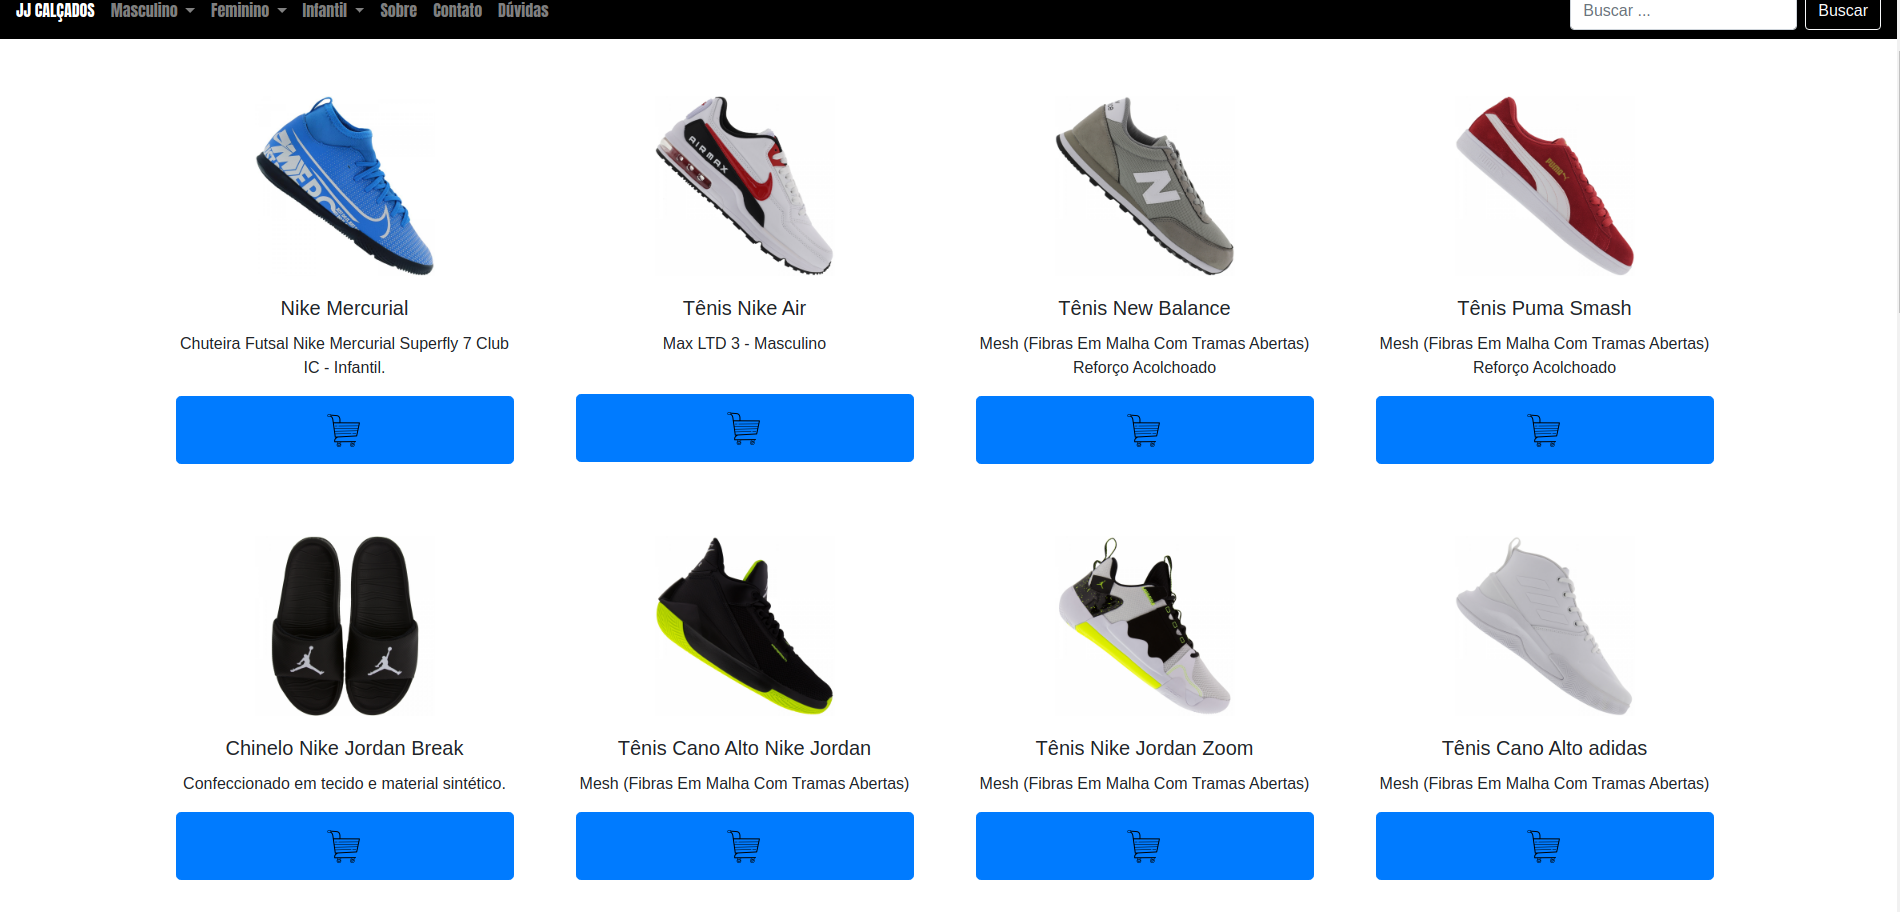 JJ CALÇADOS Masculino Feminino Infantil Sobre Contato Dúvidas Buscar ... Buscar
AIRMAX
N
PUMA
Nike Mercurial
Tênis Nike Air
Tênis New Balance
Tênis Puma Smash
Chuteira Futsal Nike Mercurial Superfly 7 Club
IC - Infantil.
Max LTD 3 - Masculino
Mesh (Fibras Em Malha Com Tramas Abertas)
Reforço Acolchoado
Mesh (Fibras Em Malha Com Tramas Abertas)
Reforço Acolchoado
Chinelo Nike Jordan Break
Tênis Cano Alto Nike Jordan
Tênis Nike Jordan Zoom
Tênis Cano Alto adidas
Confeccionado em tecido e material sintético.
Mesh (Fibras Em Malha Com Tramas Abertas)
Mesh (Fibras Em Malha Com Tramas Abertas)
Mesh (Fibras Em Malha Com Tramas Abertas)